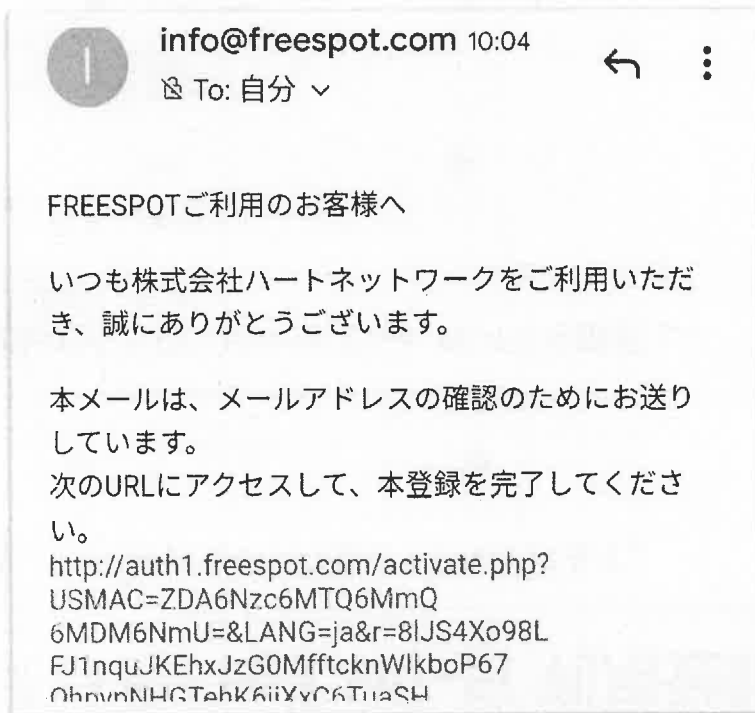 I
info@freespot.com 10:04
To: 自分
FREESPOTご利用のお客様へ
いつも株式会社ハートネットワークをご利用いただ
き、誠にありがとうございます。
本メールは、メールアドレスの確認のためにお送り
しています。
次のURLにアクセスして、本登録を完了してくださ
い。
http://auth1.freespot.com/activate.php?
USMAC=ZDA6Nzc6MTQ6MmQ
6MDM6NmU=&LANG=ja&r=8IJS4Xo98L
FJ1nquJKEhxJzG0MfftcknWIkboP67